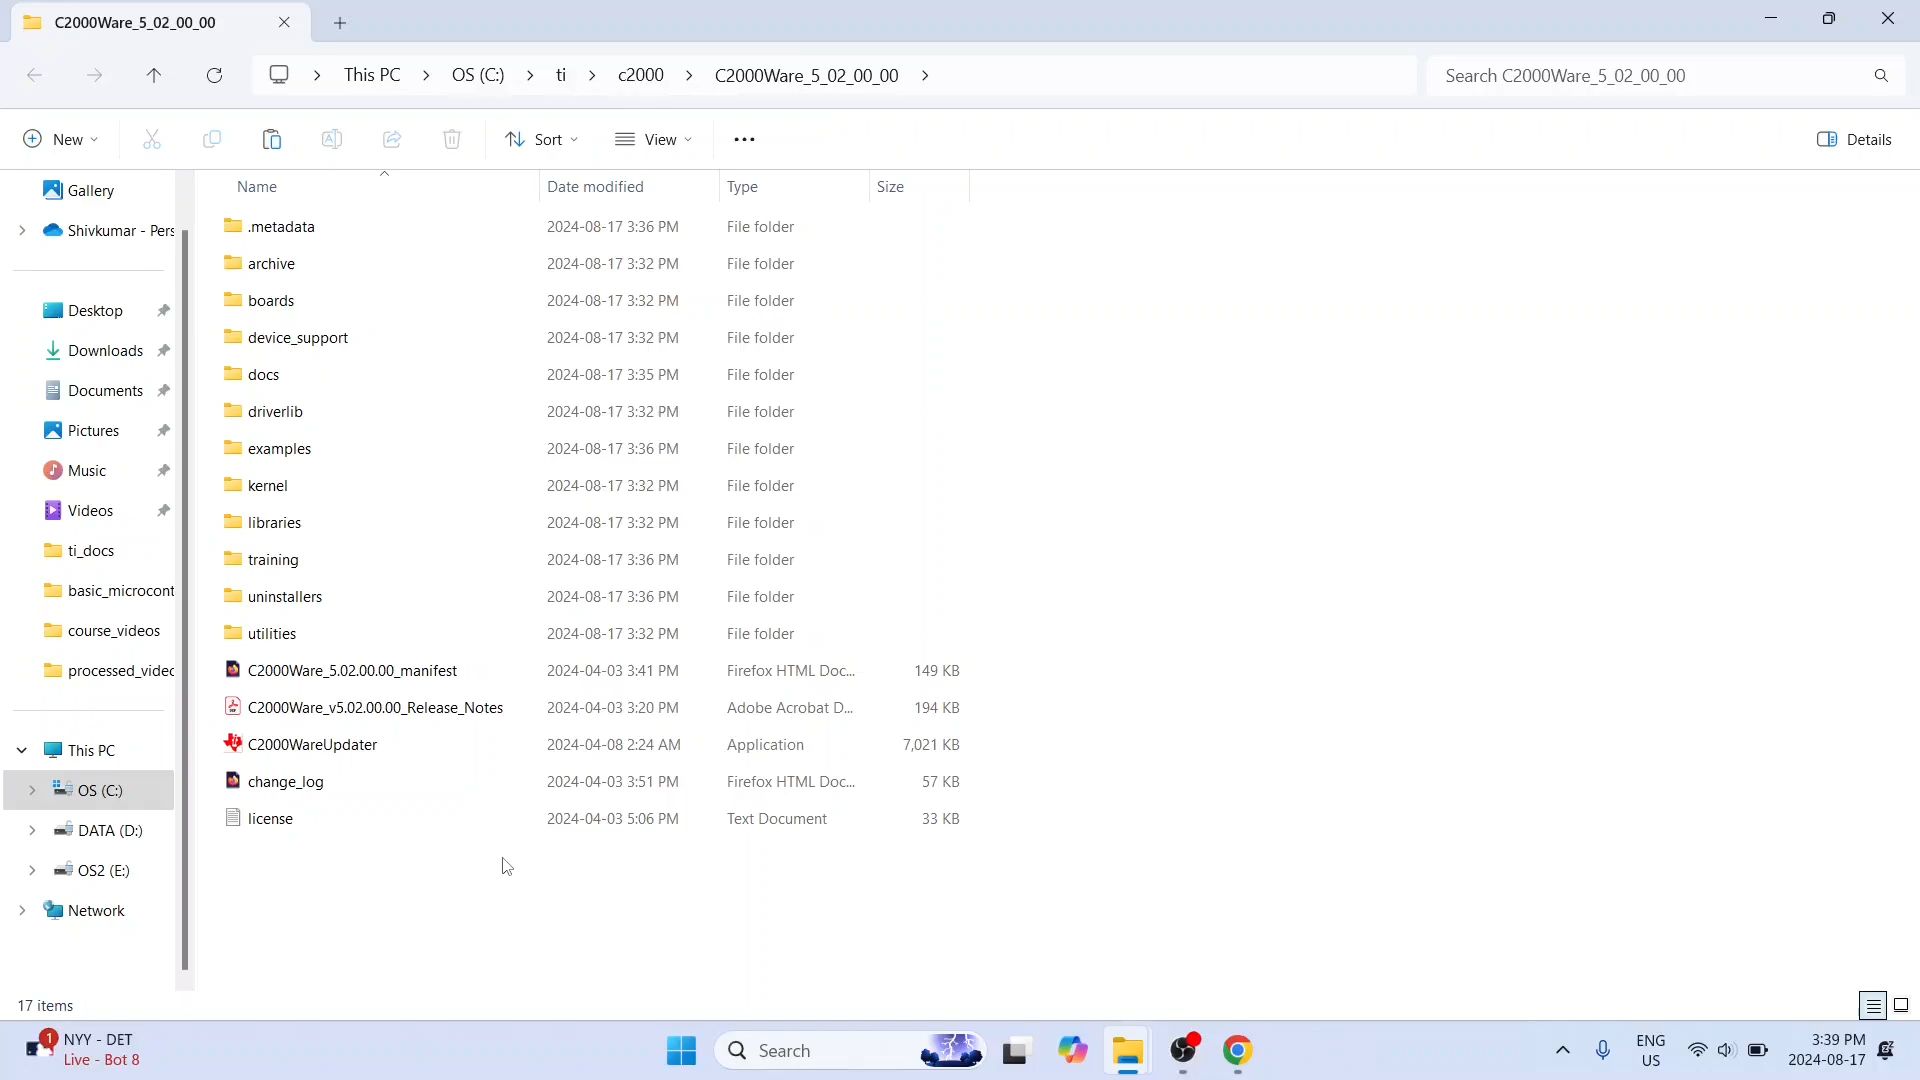 C2000Ware_5_02_00_00
This PC
OS (C:)
ti
c2000
C2000Ware_5_02_00_00
Search C2000Ware_5_02_00_00
New
Sort
View
Details
Name
Date modified
Type
Size
Gallery
Shivkumar - Pers
Desktop
Downloads
Documents
Pictures
Music
Videos
ti_docs
basic_microcont
course_videos
processed_videc
This PC
OS (C:)
DATA (D:)
OS2 (E:)
Network
.metadata 2024-08-17 3:36 PM File folder
archive 2024-08-17 3:32 PM File folder
boards 2024-08-17 3:32 PM File folder
device_support 2024-08-17 3:32 PM File folder
docs 2024-08-17 3:35 PM File folder
driverlib 2024-08-17 3:32 PM File folder
examples 2024-08-17 3:36 PM File folder
kernel 2024-08-17 3:32 PM File folder
libraries 2024-08-17 3:32 PM File folder
training 2024-08-17 3:36 PM File folder
uninstallers 2024-08-17 3:36 PM File folder
utilities 2024-08-17 3:32 PM File folder
C2000Ware_5.02.00.00_manifest 2024-04-03 3:41 PM Firefox HTML Doc... 149 KB
C2000Ware_v5.02.00.00_Release_Notes 2024-04-03 3:20 PM Adobe Acrobat D... 194 KB
C2000WareUpdater 2024-04-08 2:24 AM Application 7,021 KB
change_log 2024-04-03 3:51 PM Firefox HTML Doc... 57 KB
license 2024-04-03 5:06 PM Text Document 33 KB
17 items
1
NYY - DET
Live - Bot 8
Search
ENG
US
3:39 PM
2024-08-17